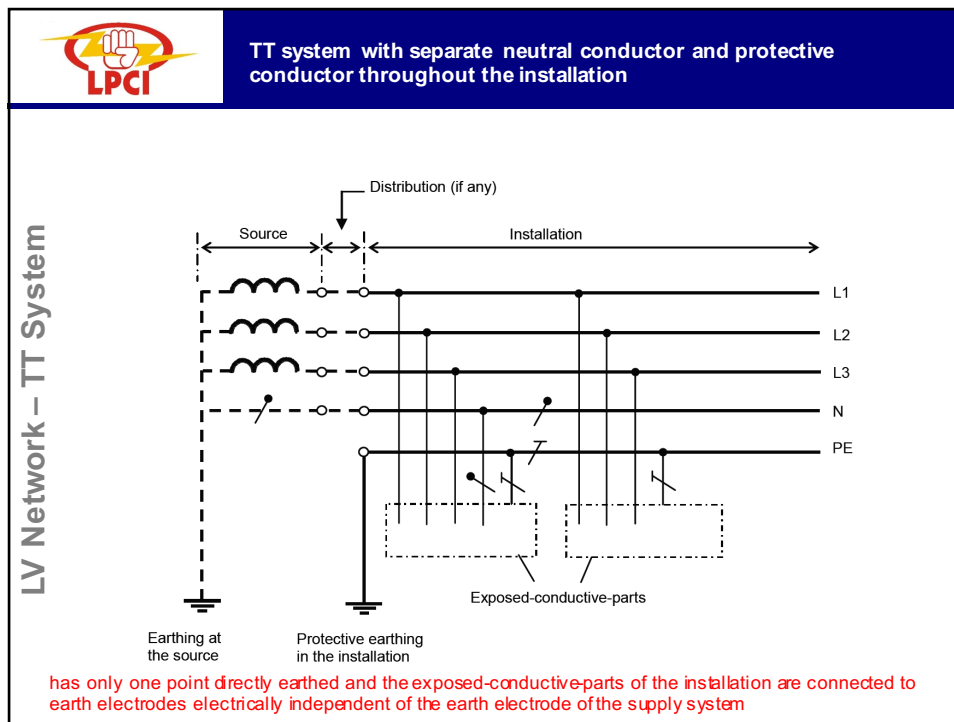 LPCI
TT system with separate neutral conductor and protective
conductor throughout the installation
LV Network – TT System
Distribution (if any)
Source
Installation
L1
L2
L3
N
PE
Exposed-conductive-parts
Earthing at
the source
Protective earthing
in the installation
has only one point directly earthed and the exposed-conductive-parts of the installation are connected to
earth electrodes electrically independent of the earth electrode of the supply system